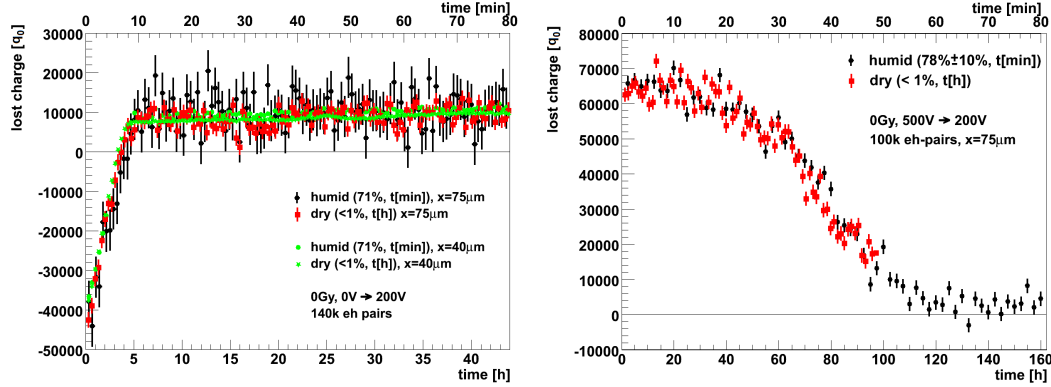 time [min]
0 10 20 30 40 50 60 70 80
lost charge [q0]
30000
20000
10000
0
-10000
-20000
-30000
-40000
-50000
humid (71%, t[min]), x=75μm
dry (<1%, t[h]) x=75μm
humid (71%, t[min]), x=40μm
dry (<1%, t[h]), x=40μm
0Gy, 0V → 200V
140k eh pairs
0 5 10 15 20 25 30 35 40
time [h]
time [min]
0 10 20 30 40 50 60 70 80
lost charge [q0]
80000
70000
60000
50000
40000
30000
20000
10000
0
-10000
humid (78%±10%, t[min])
dry (< 1%, t[h])
0Gy, 500V → 200V
100k eh-pairs, x=75μm
0 20 40 60 80 100 120 140 160
time [h]